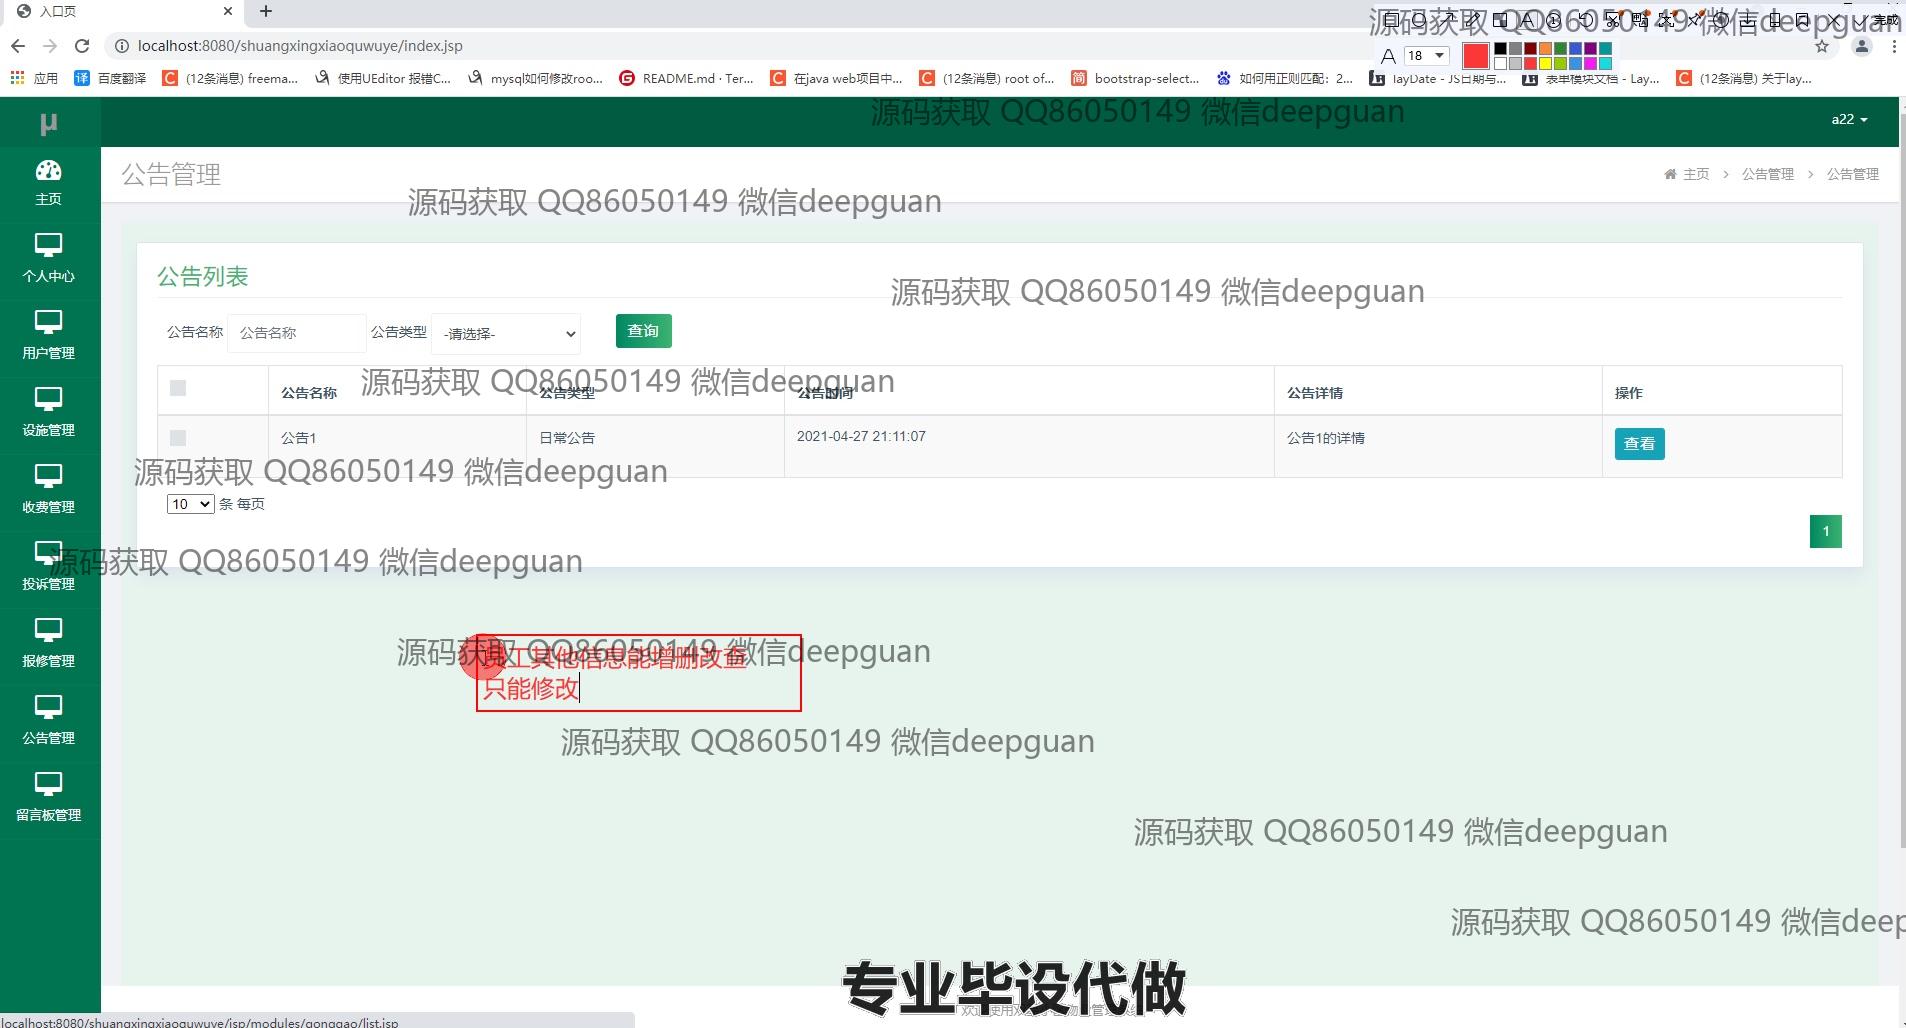 入口页
源码获取 QQ86050149 微信deepguan
完成
localhost:8080/shuangxingxiaoquwuye/index.jsp
A 18
应用 百度翻译 (12条消息) freema... 使用UEditor 报错C... mysql如何修改roo... README.md · Ter... 在java web项目中... (12条消息) root of... bootstrap-select... 如何用正则匹配：2... layDate - JS日期与... 表单模块文档 - Lay... (12条消息) 关于lay...
源码获取 QQ86050149 微信deepguan
μ
a22
主页
公告管理
主页 > 公告管理 > 公告管理
源码获取 QQ86050149 微信deepguan
个人中心
公告列表
源码获取 QQ86050149 微信deepguan
公告名称 公告名称 公告类型 -请选择- 查询
用户管理
源码获取 QQ86050149 微信deepguan
公告名称 公告类型 公告时间 公告详情 操作
设施管理
公告1 日常公告 2021-04-27 21:11:07 公告1的详情 查看
源码获取 QQ86050149 微信deepguan
收费管理
10 条 每页
1
源码获取 QQ86050149 微信deepguan
投诉管理
源码获取 QQ86050149 微信deepguan
员工其他信息能增删改查
报修管理
只能修改
公告管理
源码获取 QQ86050149 微信deepguan
留言板管理
源码获取 QQ86050149 微信deepguan
源码获取 QQ86050149 微信deep
专业毕设代做
localhost:8080/shuangxingxiaoquwuye/jsp/modules/gonggao/list.jsp